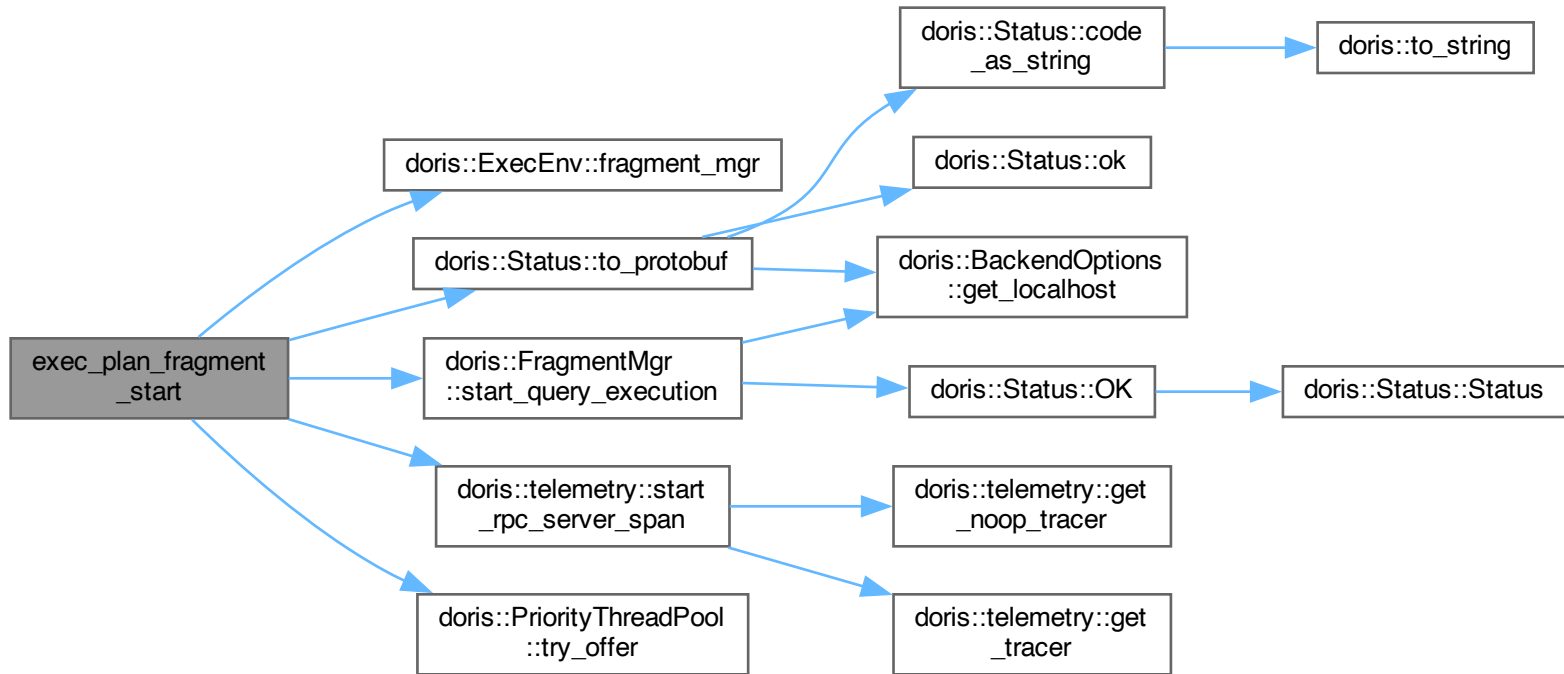 exec_plan_fragment
_start
doris::ExecEnv::fragment_mgr
doris::Status::to_protobuf
doris::FragmentMgr
::start_query_execution
doris::telemetry::start
_rpc_server_span
doris::PriorityThreadPool
::try_offer
doris::Status::code
_as_string
doris::Status::ok
doris::BackendOptions
::get_localhost
doris::Status::OK
doris::telemetry::get
_noop_tracer
doris::telemetry::get
_tracer
doris::to_string
doris::Status::Status